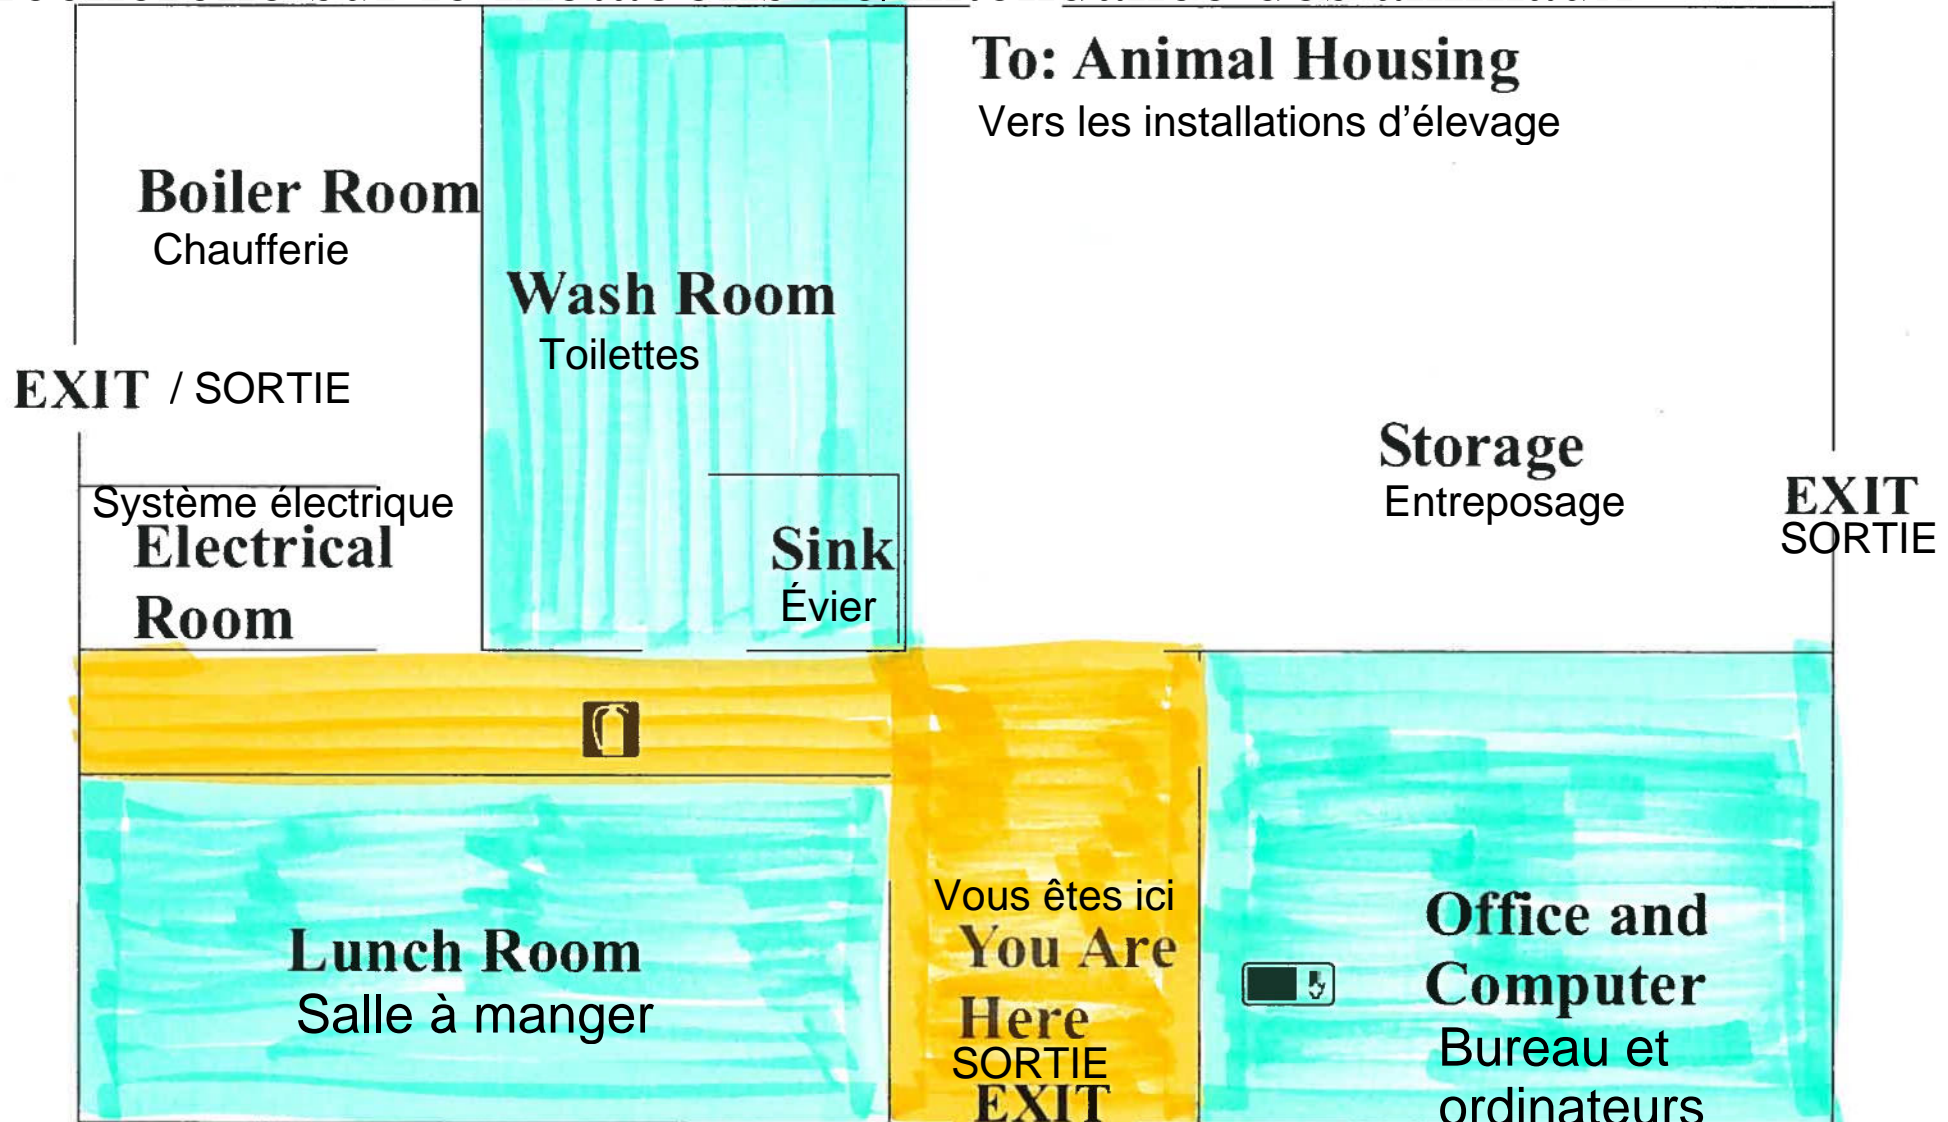 To: Animal Housing
Vers les installations d’élevage
Boiler Room
Chaufferie
Wash Room
Toilettes
EXIT / SORTIE
Storage
Entreposage
EXIT
SORTIE
Système électrique
Electrical
Room
Sink
Évier
Vous êtes ici
You Are
Here
SORTIE
EXIT
Lunch Room
Salle à manger
Office and
Computer
Bureau et
ordinateurs